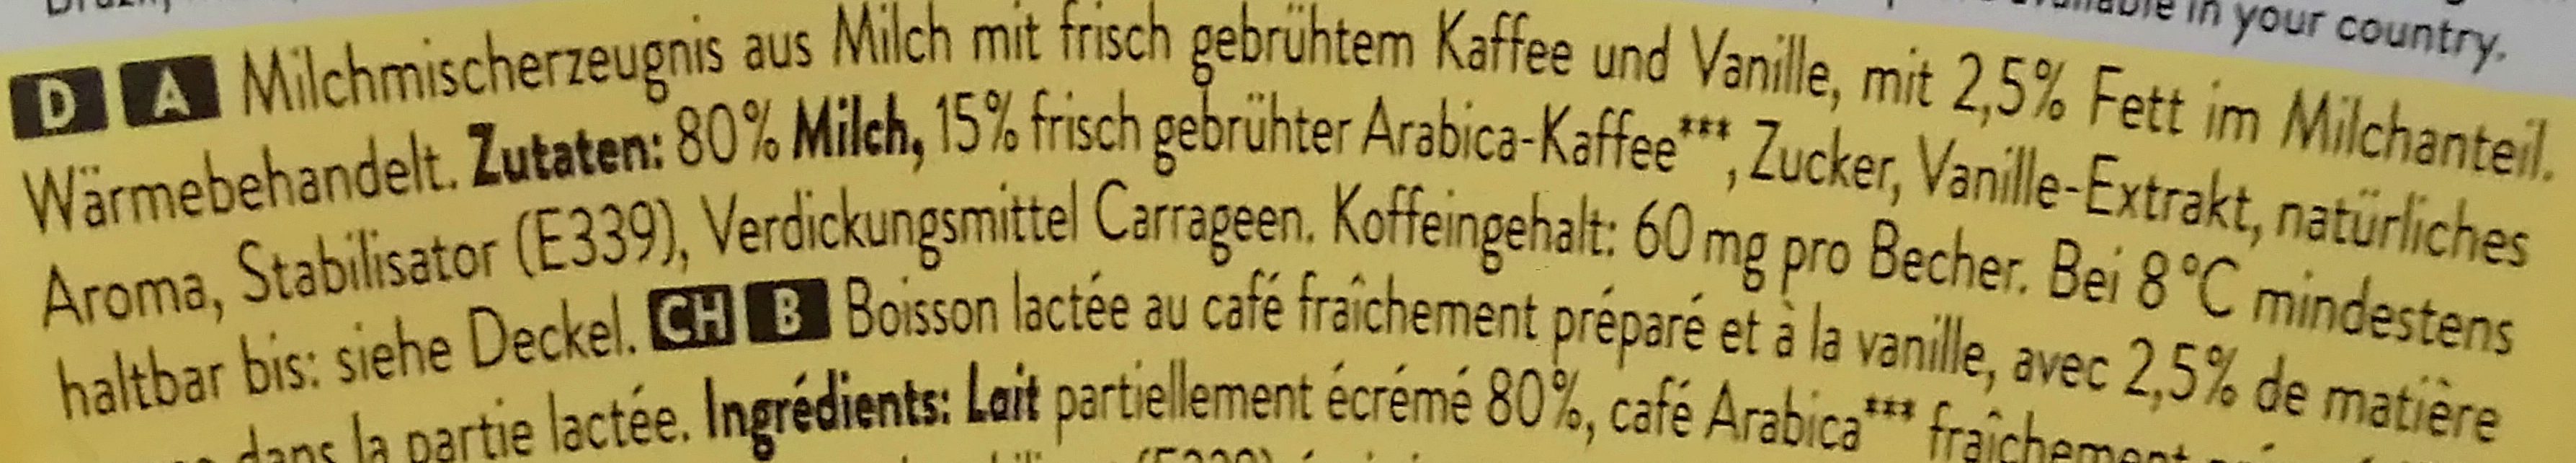 in your country.
D A Milchmischerzeugnis aus Milch mit frisch gebrühtem Kaffee und Vanille, mit 2,5% Fett im Milchanteil.
Wärmebehandelt. Zutaten: 80% Milch, 15% frisch gebrühter Arabica-Kaffee***, Zucker, Vanille-Extrakt, natürliches
Aroma, Stabilisator (E339), Verdickungsmittel Carrageen. Koffeingehalt: 60 mg pro Becher. Bei 8°C mindestens
haltbar bis: siehe Deckel. CH B Boisson lactée au café fraîchement préparé et à la vanille, avec 2,5% de matière
dans la partie lactée. Ingrédients: Lait partiellement écrémé 80%, café Arabica*** fraîchement